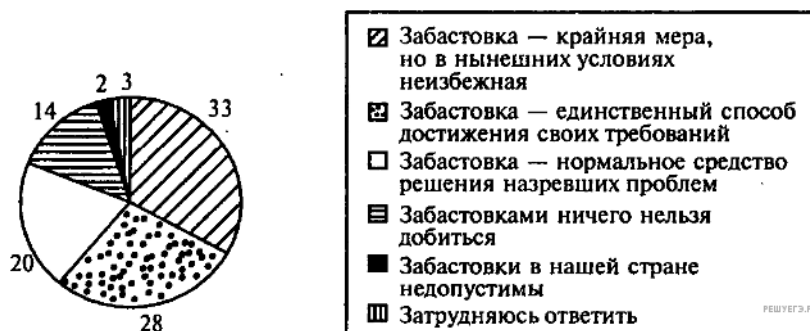 2 3
14
33
20
28
Забастовка — крайняя мера,
но в нынешних условиях
неизбежная
Забастовка — единственный способ
достижения своих требований
Забастовка — нормальное средство
решения назревших проблем
Забастовками ничего нельзя
добиться
Забастовки в нашей стране
недопустимы
Затрудняюсь ответить